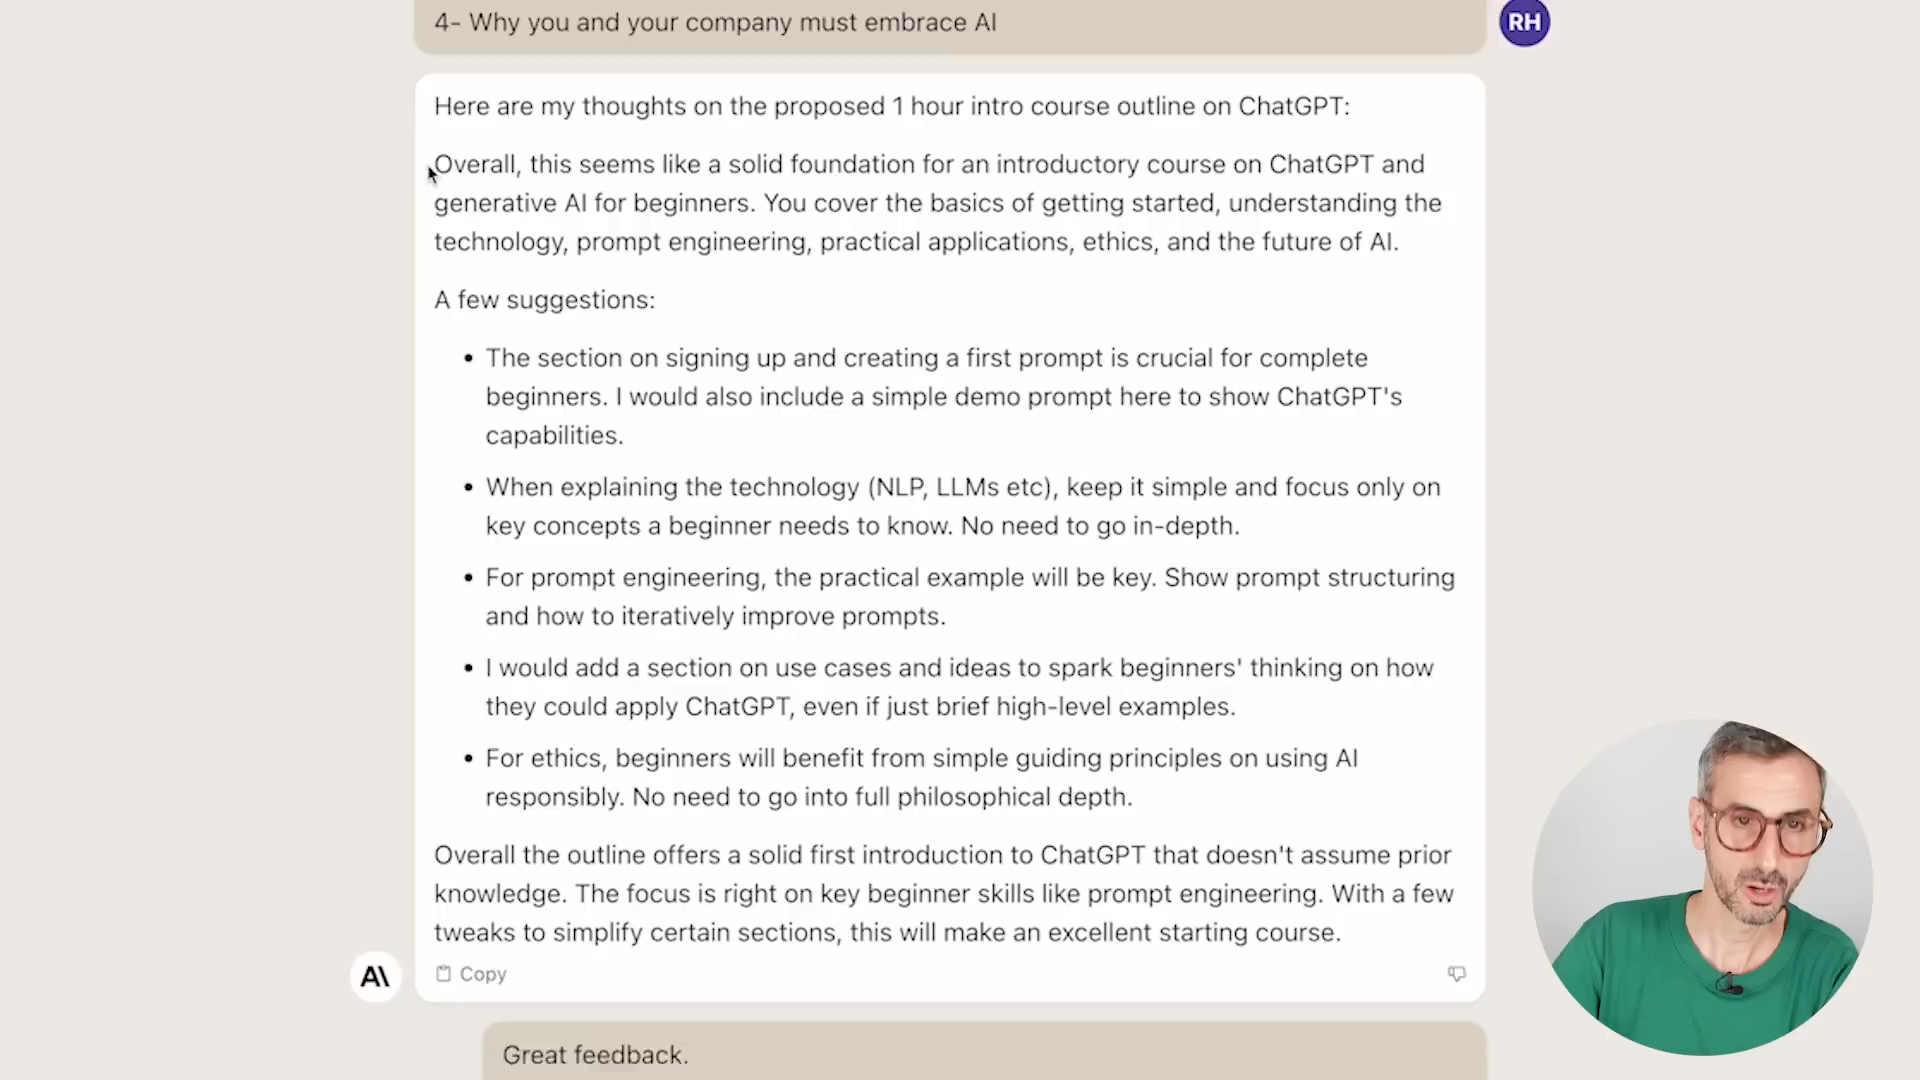 4- Why you and your company must embrace AI
RH
Here are my thoughts on the proposed 1 hour intro course outline on ChatGPT:
Overall, this seems like a solid foundation for an introductory course on ChatGPT and
generative AI for beginners. You cover the basics of getting started, understanding the
technology, prompt engineering, practical applications, ethics, and the future of AI.
A few suggestions:
• The section on signing up and creating a first prompt is crucial for complete
beginners. I would also include a simple demo prompt here to show ChatGPT's
capabilities.
• When explaining the technology (NLP, LLMs etc), keep it simple and focus only on
key concepts a beginner needs to know. No need to go in-depth.
• For prompt engineering, the practical example will be key. Show prompt structuring
and how to iteratively improve prompts.
• I would add a section on use cases and ideas to spark beginners' thinking on how
they could apply ChatGPT, even if just brief high-level examples.
• For ethics, beginners will benefit from simple guiding principles on using AI
responsibly. No need to go into full philosophical depth.
Overall the outline offers a solid first introduction to ChatGPT that doesn't assume prior
knowledge. The focus is right on key beginner skills like prompt engineering. With a few
tweaks to simplify certain sections, this will make an excellent starting course.
A\
Copy
Great feedback.